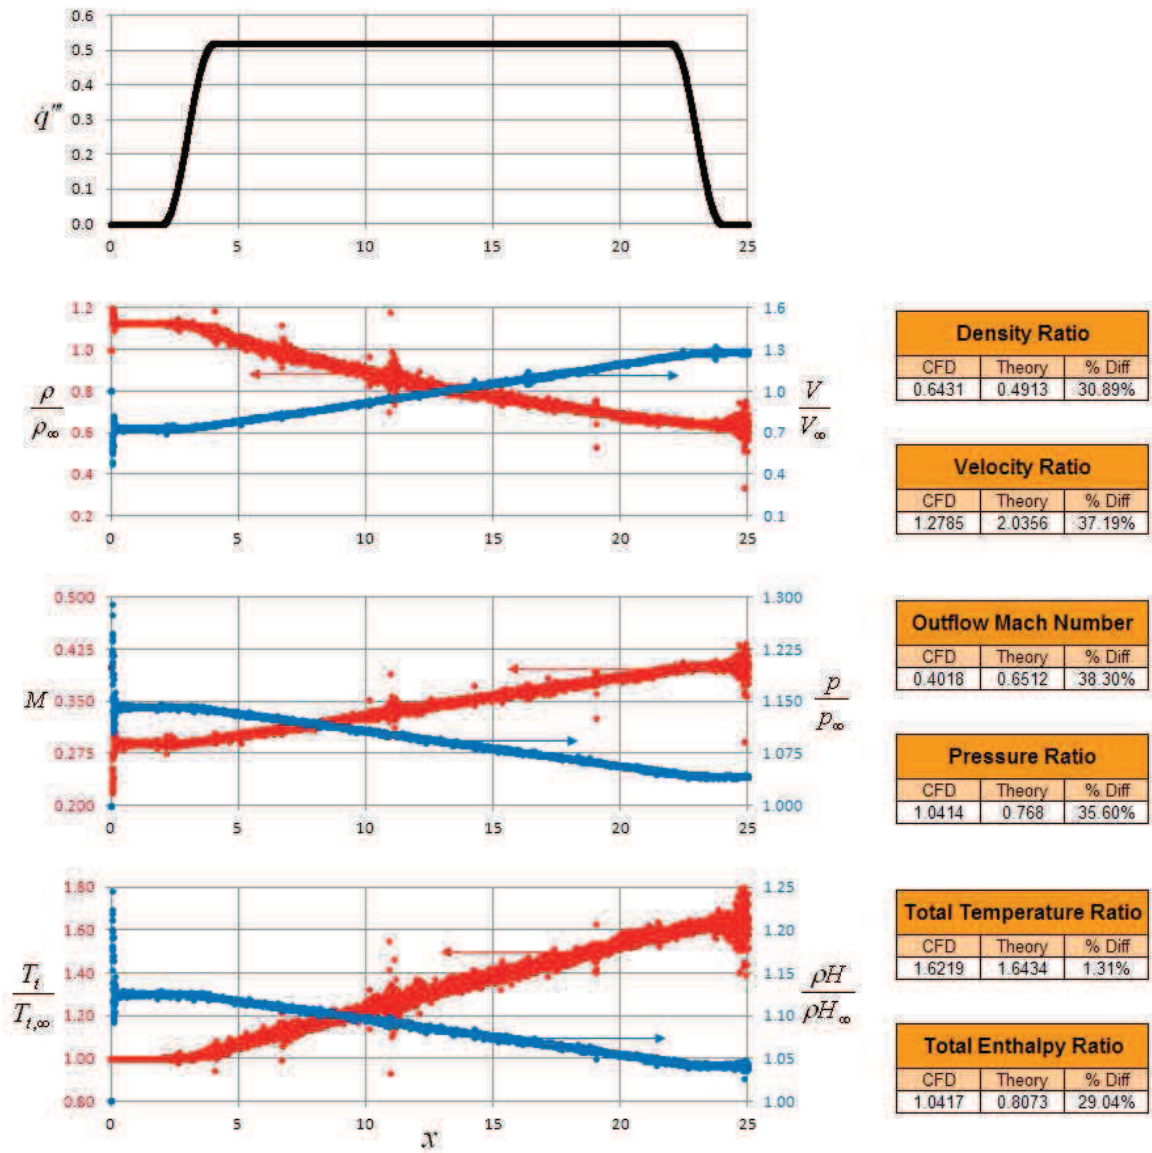 0.6
0.5
0.4
0.3
0.2
0.1
0.0
q̇'''
0 5 10 15 20 25
1.2
1.0
0.8
0.6
0.4
0.2
ρ
ρ∞
1.6
1.3
1.0
0.7
0.4
0.1
V
V∞
0 5 10 15 20 25
Density Ratio
CFD Theory % Diff
0.6431 0.4913 30.89%
Velocity Ratio
CFD Theory % Diff
1.2785 2.0356 37.19%
0.500
0.425
0.350
0.275
0.200
M
1.300
1.225
1.150
1.075
1.000
p
p∞
0 5 10 15 20 25
Outflow Mach Number
CFD Theory % Diff
0.4018 0.6512 38.30%
Pressure Ratio
CFD Theory % Diff
1.0414 0.768 35.60%
1.80
1.60
1.40
1.20
1.00
0.80
Tt
Tt,∞
1.25
1.20
1.15
1.10
1.05
1.00
ρH
ρH∞
0 5 10 15 20 25
x
Total Temperature Ratio
CFD Theory % Diff
1.6219 1.6434 1.31%
Total Enthalpy Ratio
CFD Theory % Diff
1.0417 0.8073 29.04%